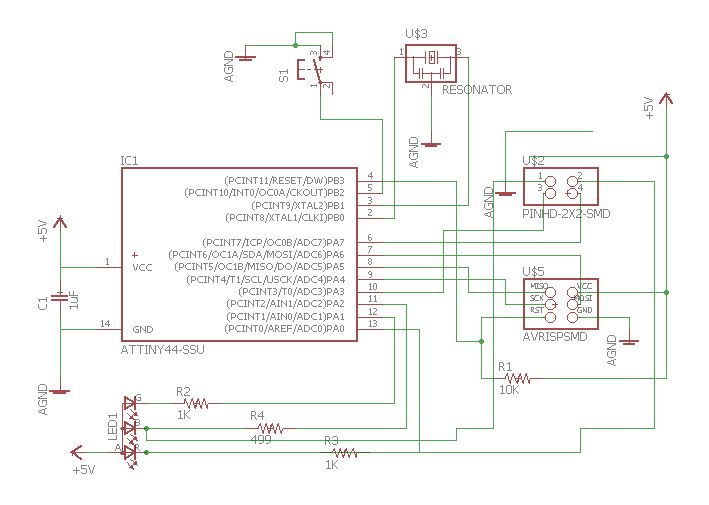 U$3
1
3
2
RESONATOR
AGND
AGND
S1
3
4
1
2
+5V
IC1
(PCINT11/RESET/DW)PB3
4
(PCINT10/INT0/OC0A/CKOUT)PB2
5
(PCINT9/XTAL2)PB1
3
(PCINT8/XTAL1/CLKI)PB0
2
(PCINT7/ICP/OC0B/ADC7)PA7
6
(PCINT6/OC1A/SDA/MOSI/ADC6)PA6
7
(PCINT5/OC1B/MISO/DO/ADC5)PA5
8
(PCINT4/T1/SCL/USCK/ADC4)PA4
9
(PCINT3/T0/ADC3)PA3
10
(PCINT2/AIN1/ADC2)PA2
11
(PCINT1/AIN0/ADC1)PA1
12
(PCINT0/AREF/ADC0)PA0
13
1
VCC
14
GND
ATTINY44-SSU
+5V
C1
1uF
AGND
U$2
1
2
3
4
PINHD-2X2-SMD
AGND
U$5
MISO
VCC
SCK
MOSI
RST
GND
AVRISPSMD
AGND
R1
10K
LED1
G
B
A
R
+5V
R2
1K
R4
499
R3
1K